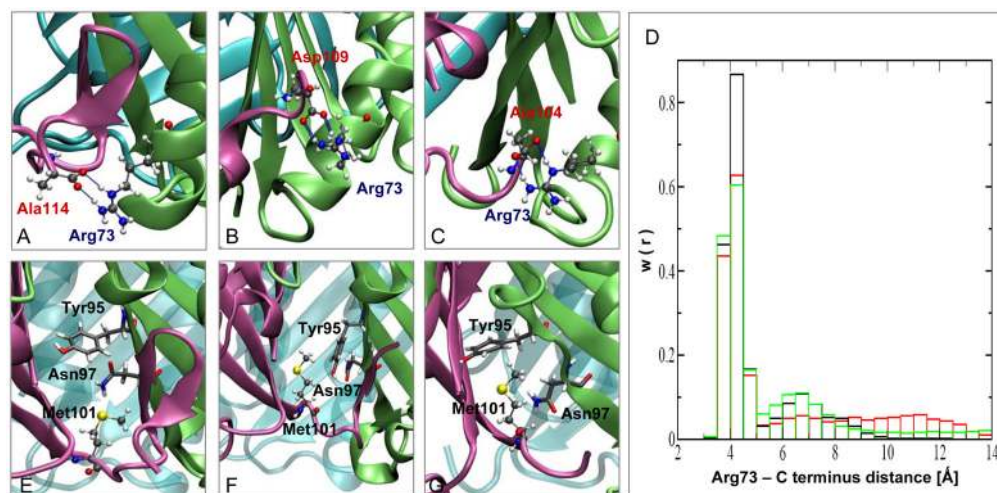 Ala114
Arg73
A
Asp109
Arg73
B
Ala104
Arg73
C
D
0.8
0.6
0.4
0.2
0
w ( r )
2
4
6
8
10
12
14
Arg73 – C terminus distance [Å]
Tyr95
Asn97
Met101
E
Tyr95
Asn97
Met101
F
Tyr95
Met101
Asn97
G